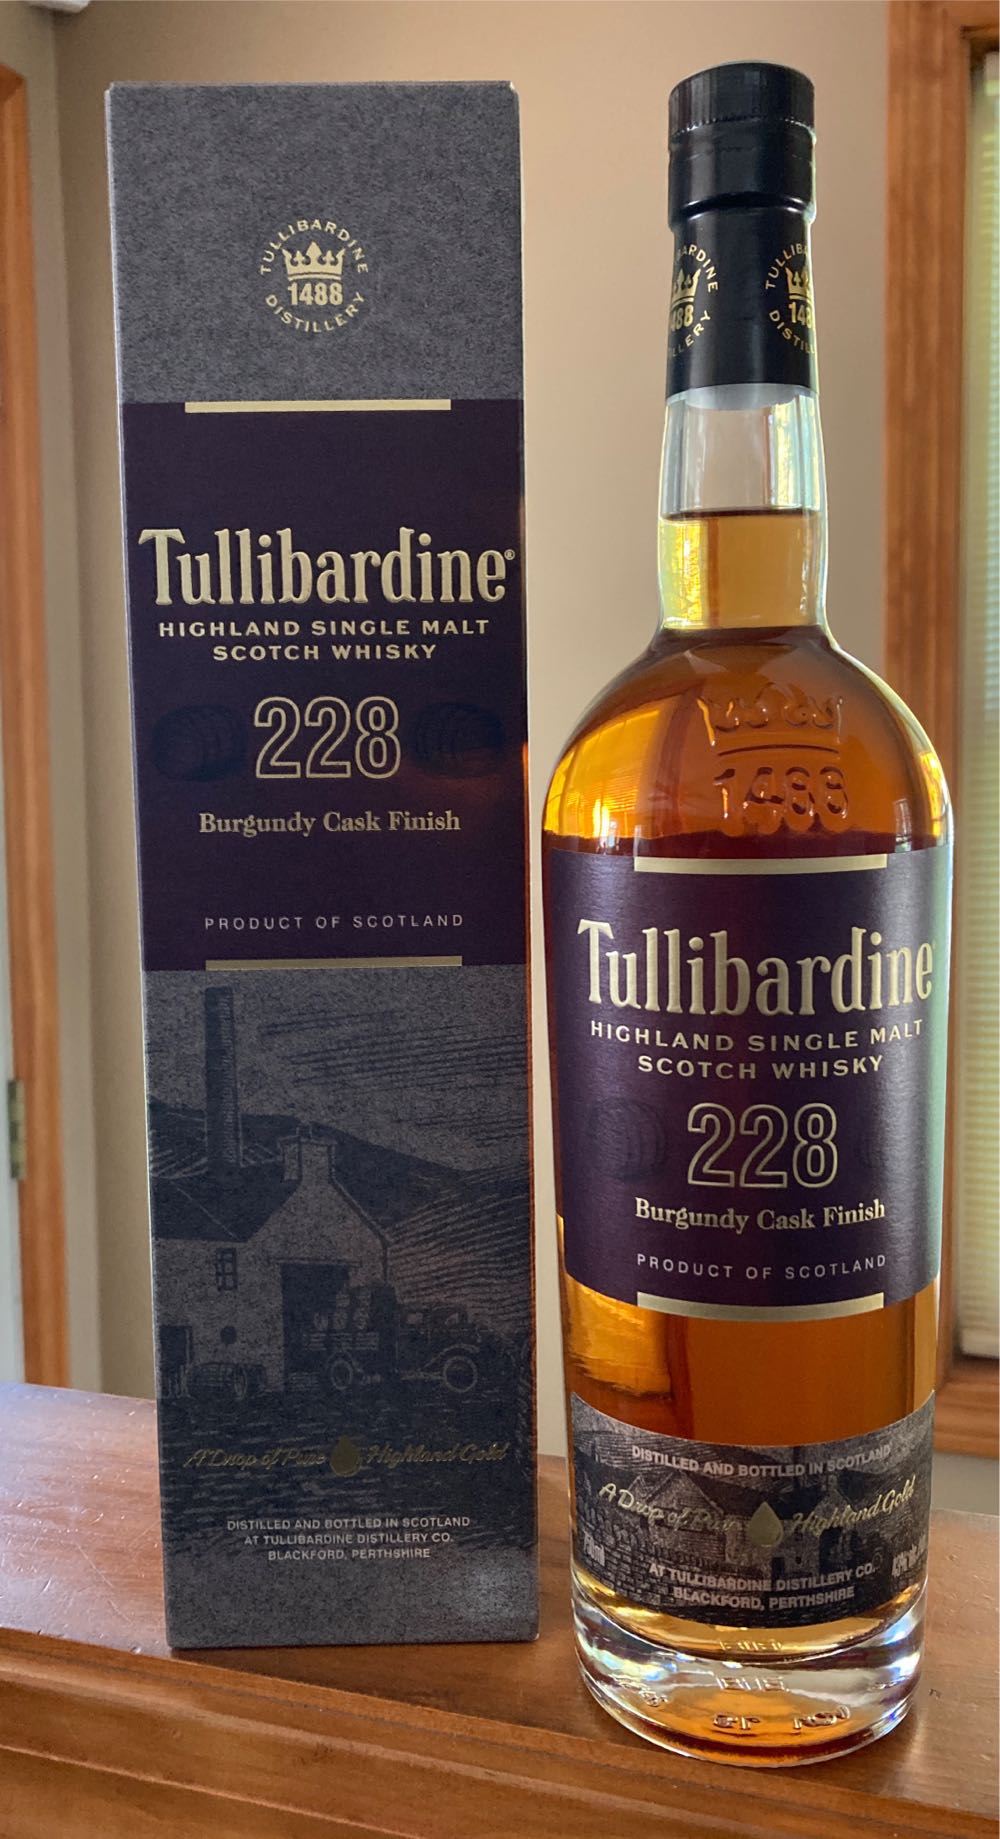 TULLIBARDINE
1488
DISTILLERY
Tullibardine®
HIGHLAND SINGLE MALT
SCOTCH WHISKY
228
Burgundy Cask Finish
PRODUCT OF SCOTLAND
A Drop of Pure Highland Gold
DISTILLED AND BOTTLED IN SCOTLAND
AT TULLIBARDINE DISTILLERY CO.
BLACKFORD, PERTHSHIRE
TULLIBARDINE
1488
DISTILLERY
1488
Tullibardine
HIGHLAND SINGLE MALT
SCOTCH WHISKY
228
Burgundy Cask Finish
PRODUCT OF SCOTLAND
DISTILLED AND BOTTLED IN SCOTLAND
A Drop of Pure Highland Gold
750ml
AT TULLIBARDINE DISTILLERY CO.
BLACKFORD, PERTHSHIRE